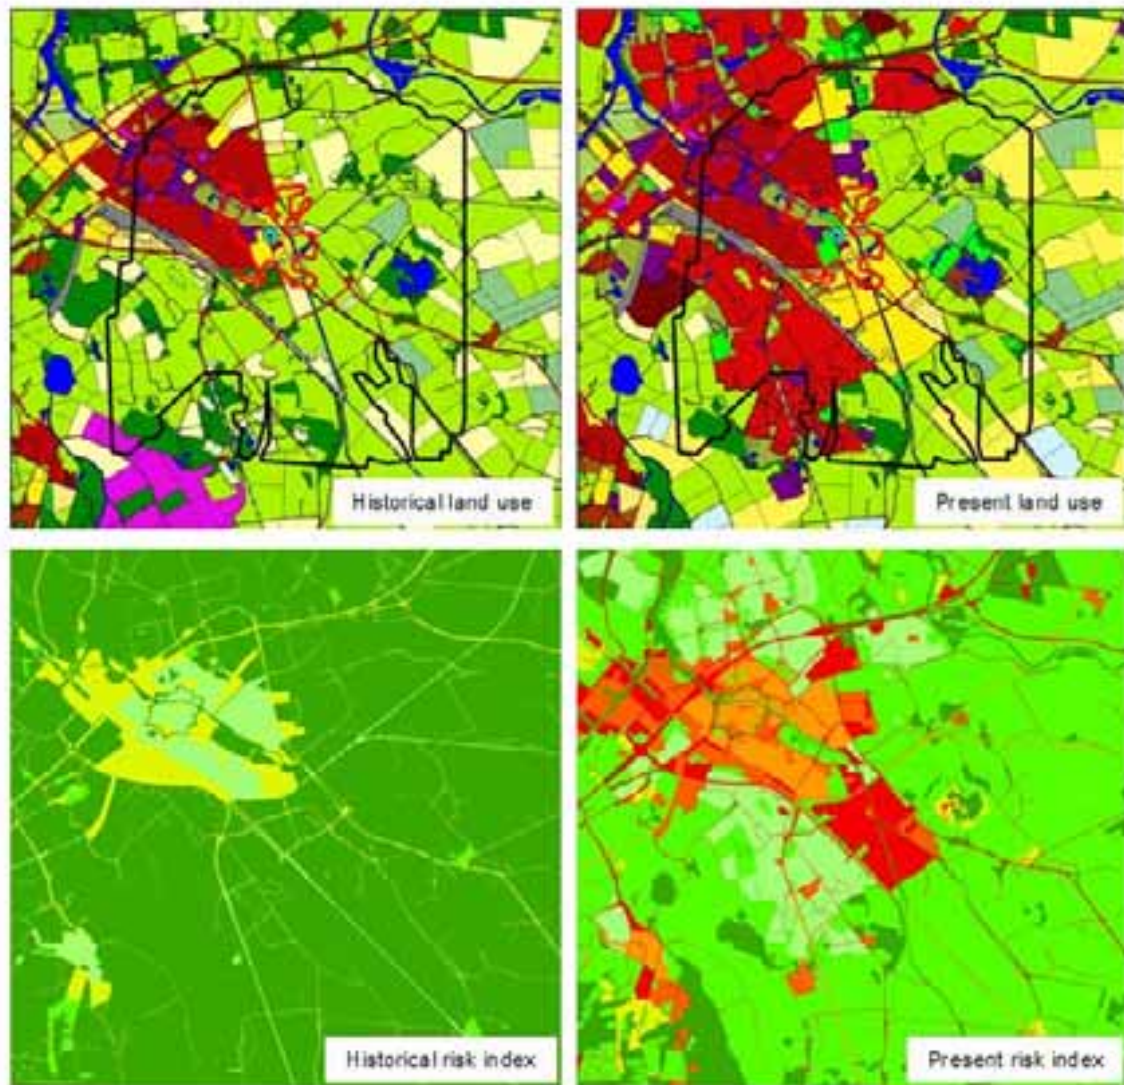 Historical land use
Present land use
Historical risk index
Present risk index